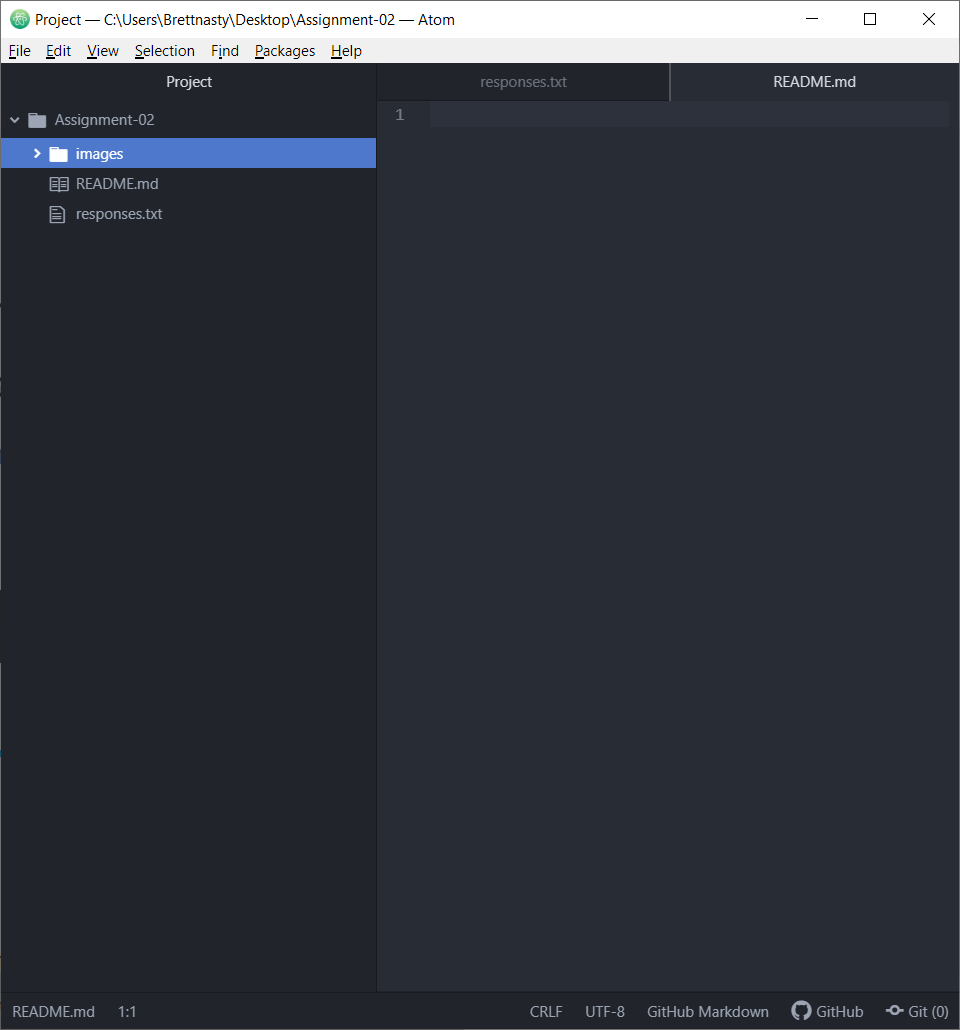 Project — C:\Users\Brettnasty\Desktop\Assignment-02 — Atom
File Edit View Selection Find Packages Help
Project
Assignment-02
images
README.md
responses.txt
responses.txt README.md
1
README.md 1:1 CRLF UTF-8 GitHub Markdown GitHub Git (0)